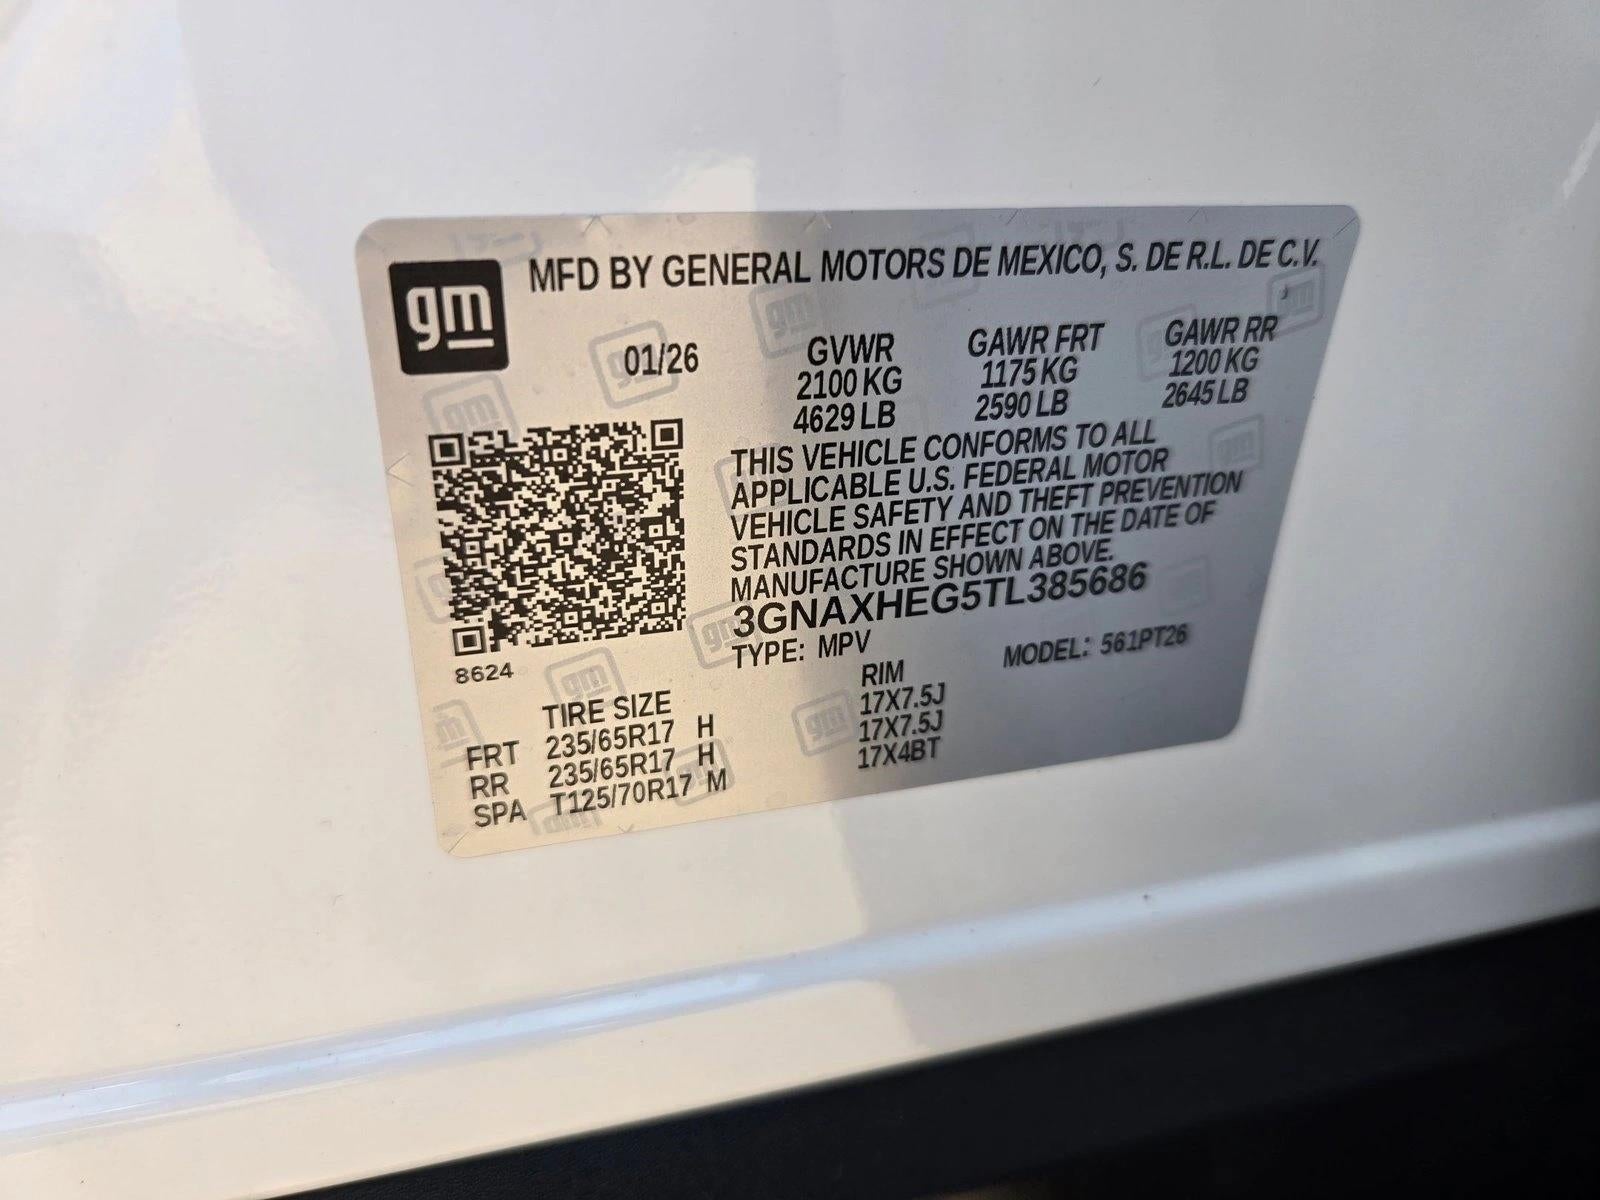 gm
MFD BY GENERAL MOTORS DE MEXICO, S. DE R.L. DE C.V.
01/26
GVWR GAWR FRT GAWR RR
2100 KG 1175 KG 1200 KG
4629 LB 2590 LB 2645 LB
THIS VEHICLE CONFORMS TO ALL
APPLICABLE U.S. FEDERAL MOTOR
VEHICLE SAFETY AND THEFT PREVENTION
STANDARDS IN EFFECT ON THE DATE OF
MANUFACTURE SHOWN ABOVE.
3GNAXHEG5TL385686
TYPE: MPV MODEL: 561PT26
8624
TIRE SIZE RIM
FRT 235/65R17 H 17X7.5J
RR 235/65R17 H 17X7.5J
SPA T125/70R17 M 17X4BT